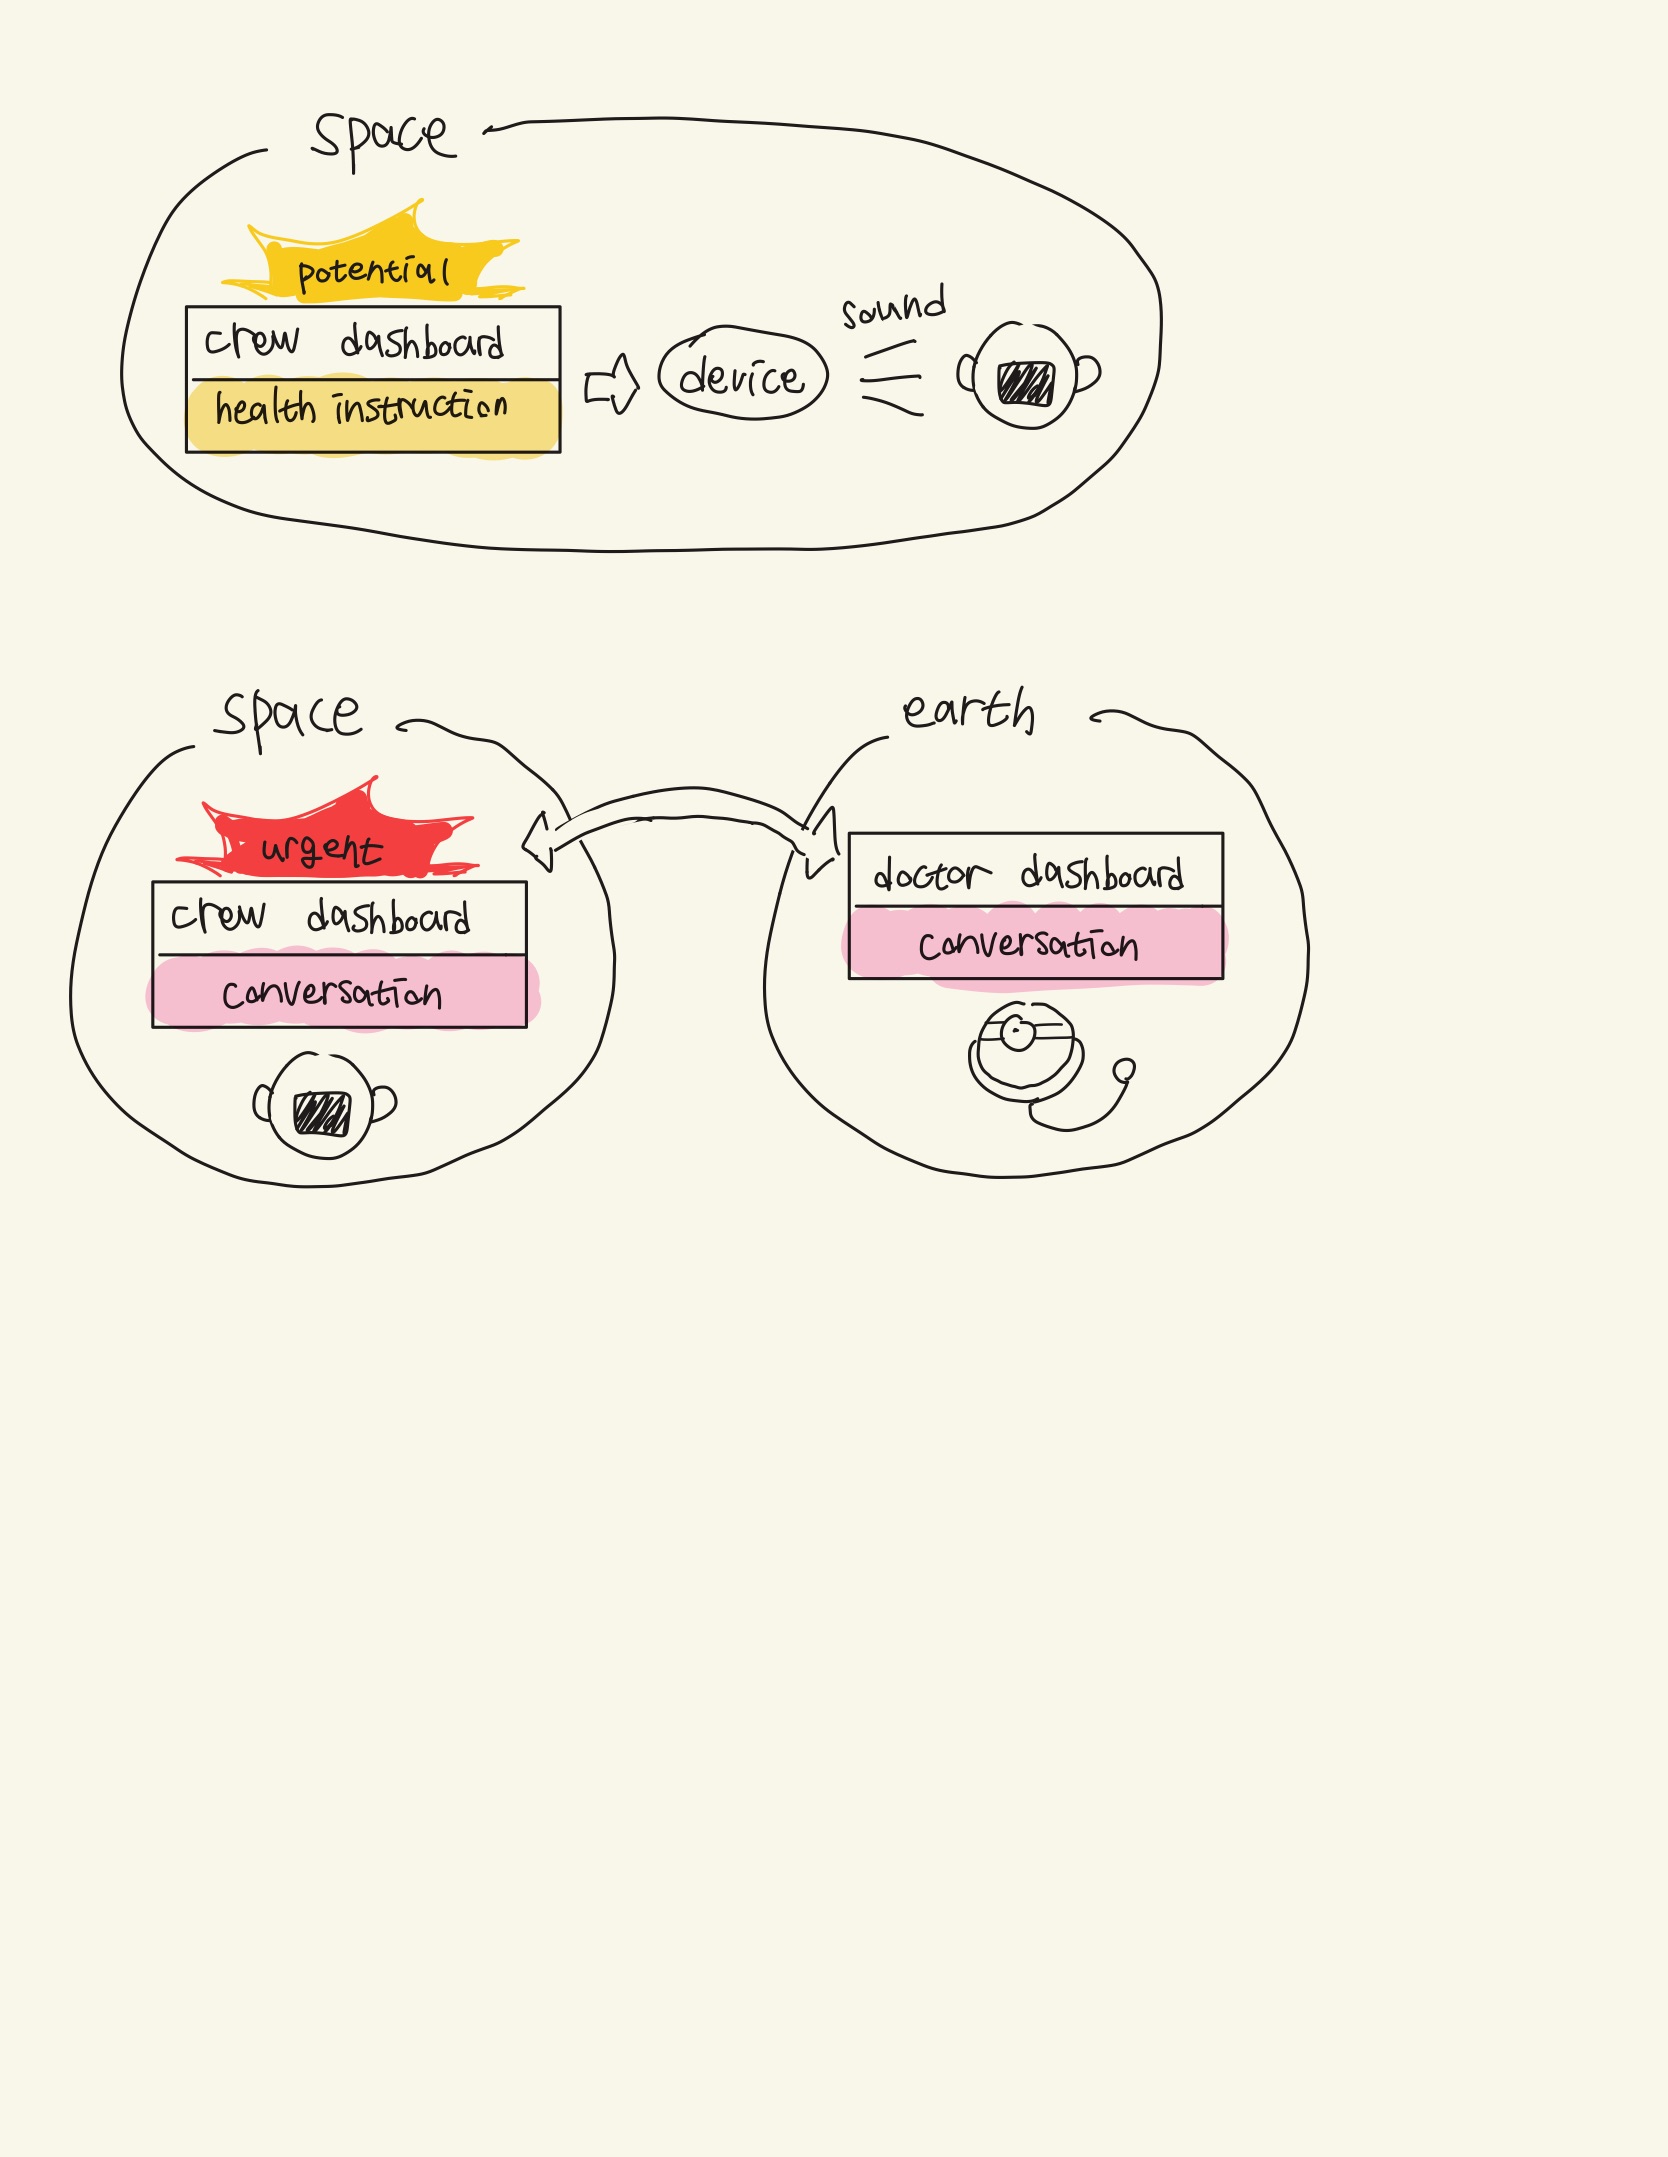 space
potential
crew dashboard
health instruction
device
sound
space
earth
urgent
crew dashboard
conversation
doctor dashboard
conversation